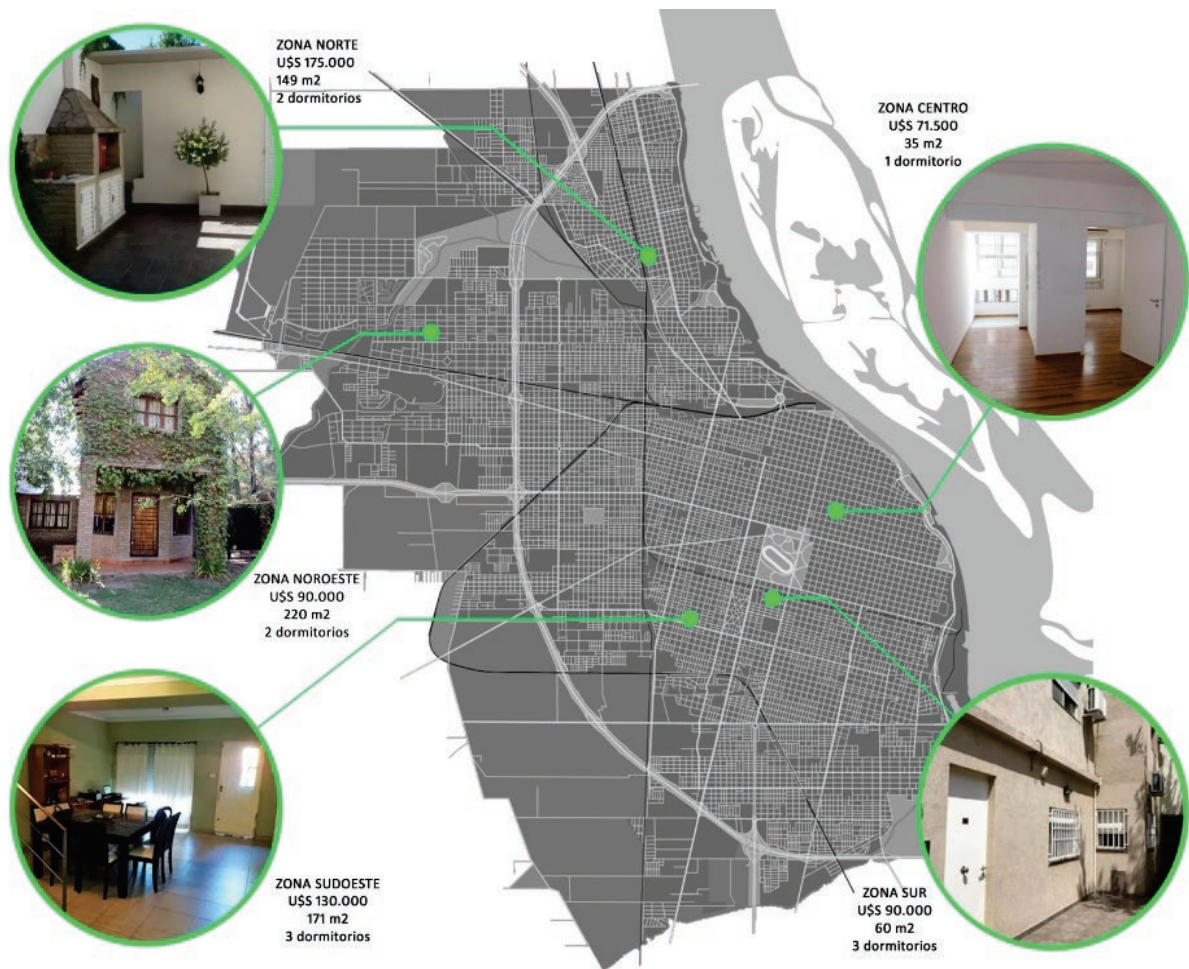 ZONA NORTE
U$S 175.000
149 m2
2 dormitorios
ZONA CENTRO
U$S 71.500
35 m2
1 dormitorio
ZONA NOROESTE
U$S 90.000
220 m2
2 dormitorios
ZONA SUDOESTE
U$S 130.000
171 m2
3 dormitorios
ZONA SUR
U$S 90.000
60 m2
3 dormitorios